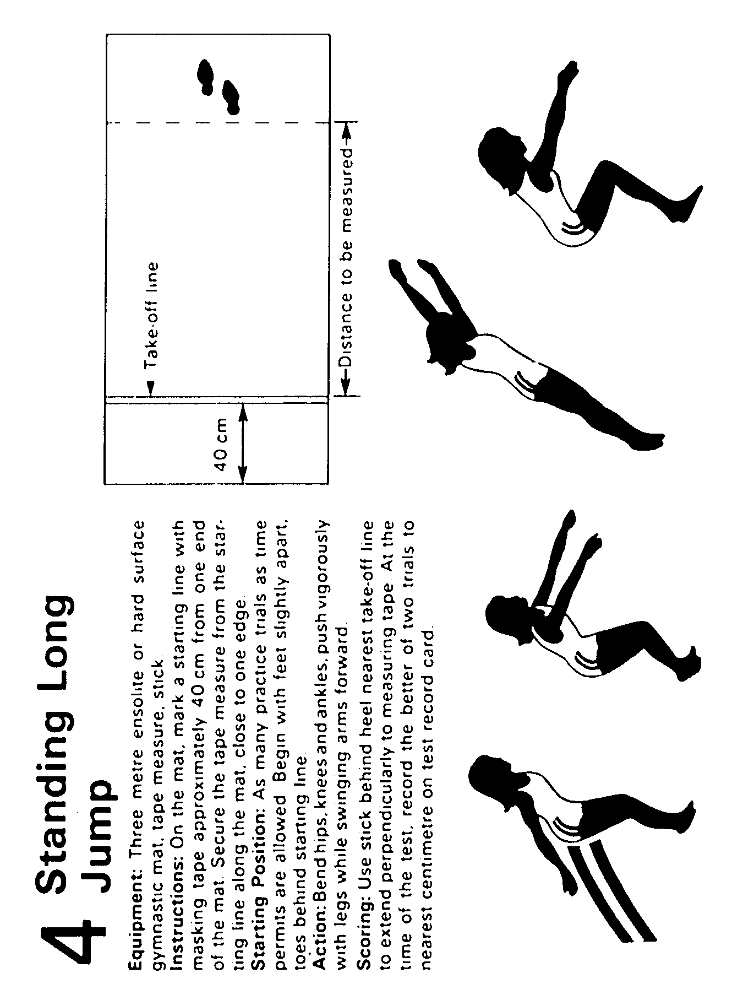 4 Standing Long
Jump
Equipment: Three metre ensolite or hard surface
gymnastic mat, tape measure, stick.
Instructions: On the mat, mark a starting line with
masking tape approximately 40 cm from one end
of the mat. Secure the tape measure from the star-
ting line along the mat, close to one edge.
Starting Position: As many practice trials as time
permits are allowed. Begin with feet slightly apart,
toes behind starting line.
Action: Bend hips, knees and ankles, push vigorously
with legs while swinging arms forward.
Scoring: Use stick behind heel nearest take-off line
to extend perpendicularly to measuring tape. At the
time of the test, record the better of two trials to
nearest centimetre on test record card.
40 cm
Take-off line
Distance to be measured